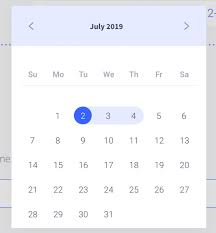 2-
July 2019
Su Mo Tu We Th Fr Sa
1 2 3 4 5 6
7 8 9 10 11 12 13
14 15 16 17 18 19 20
21 22 23 24 25 26 27
ne
28 29 30 31